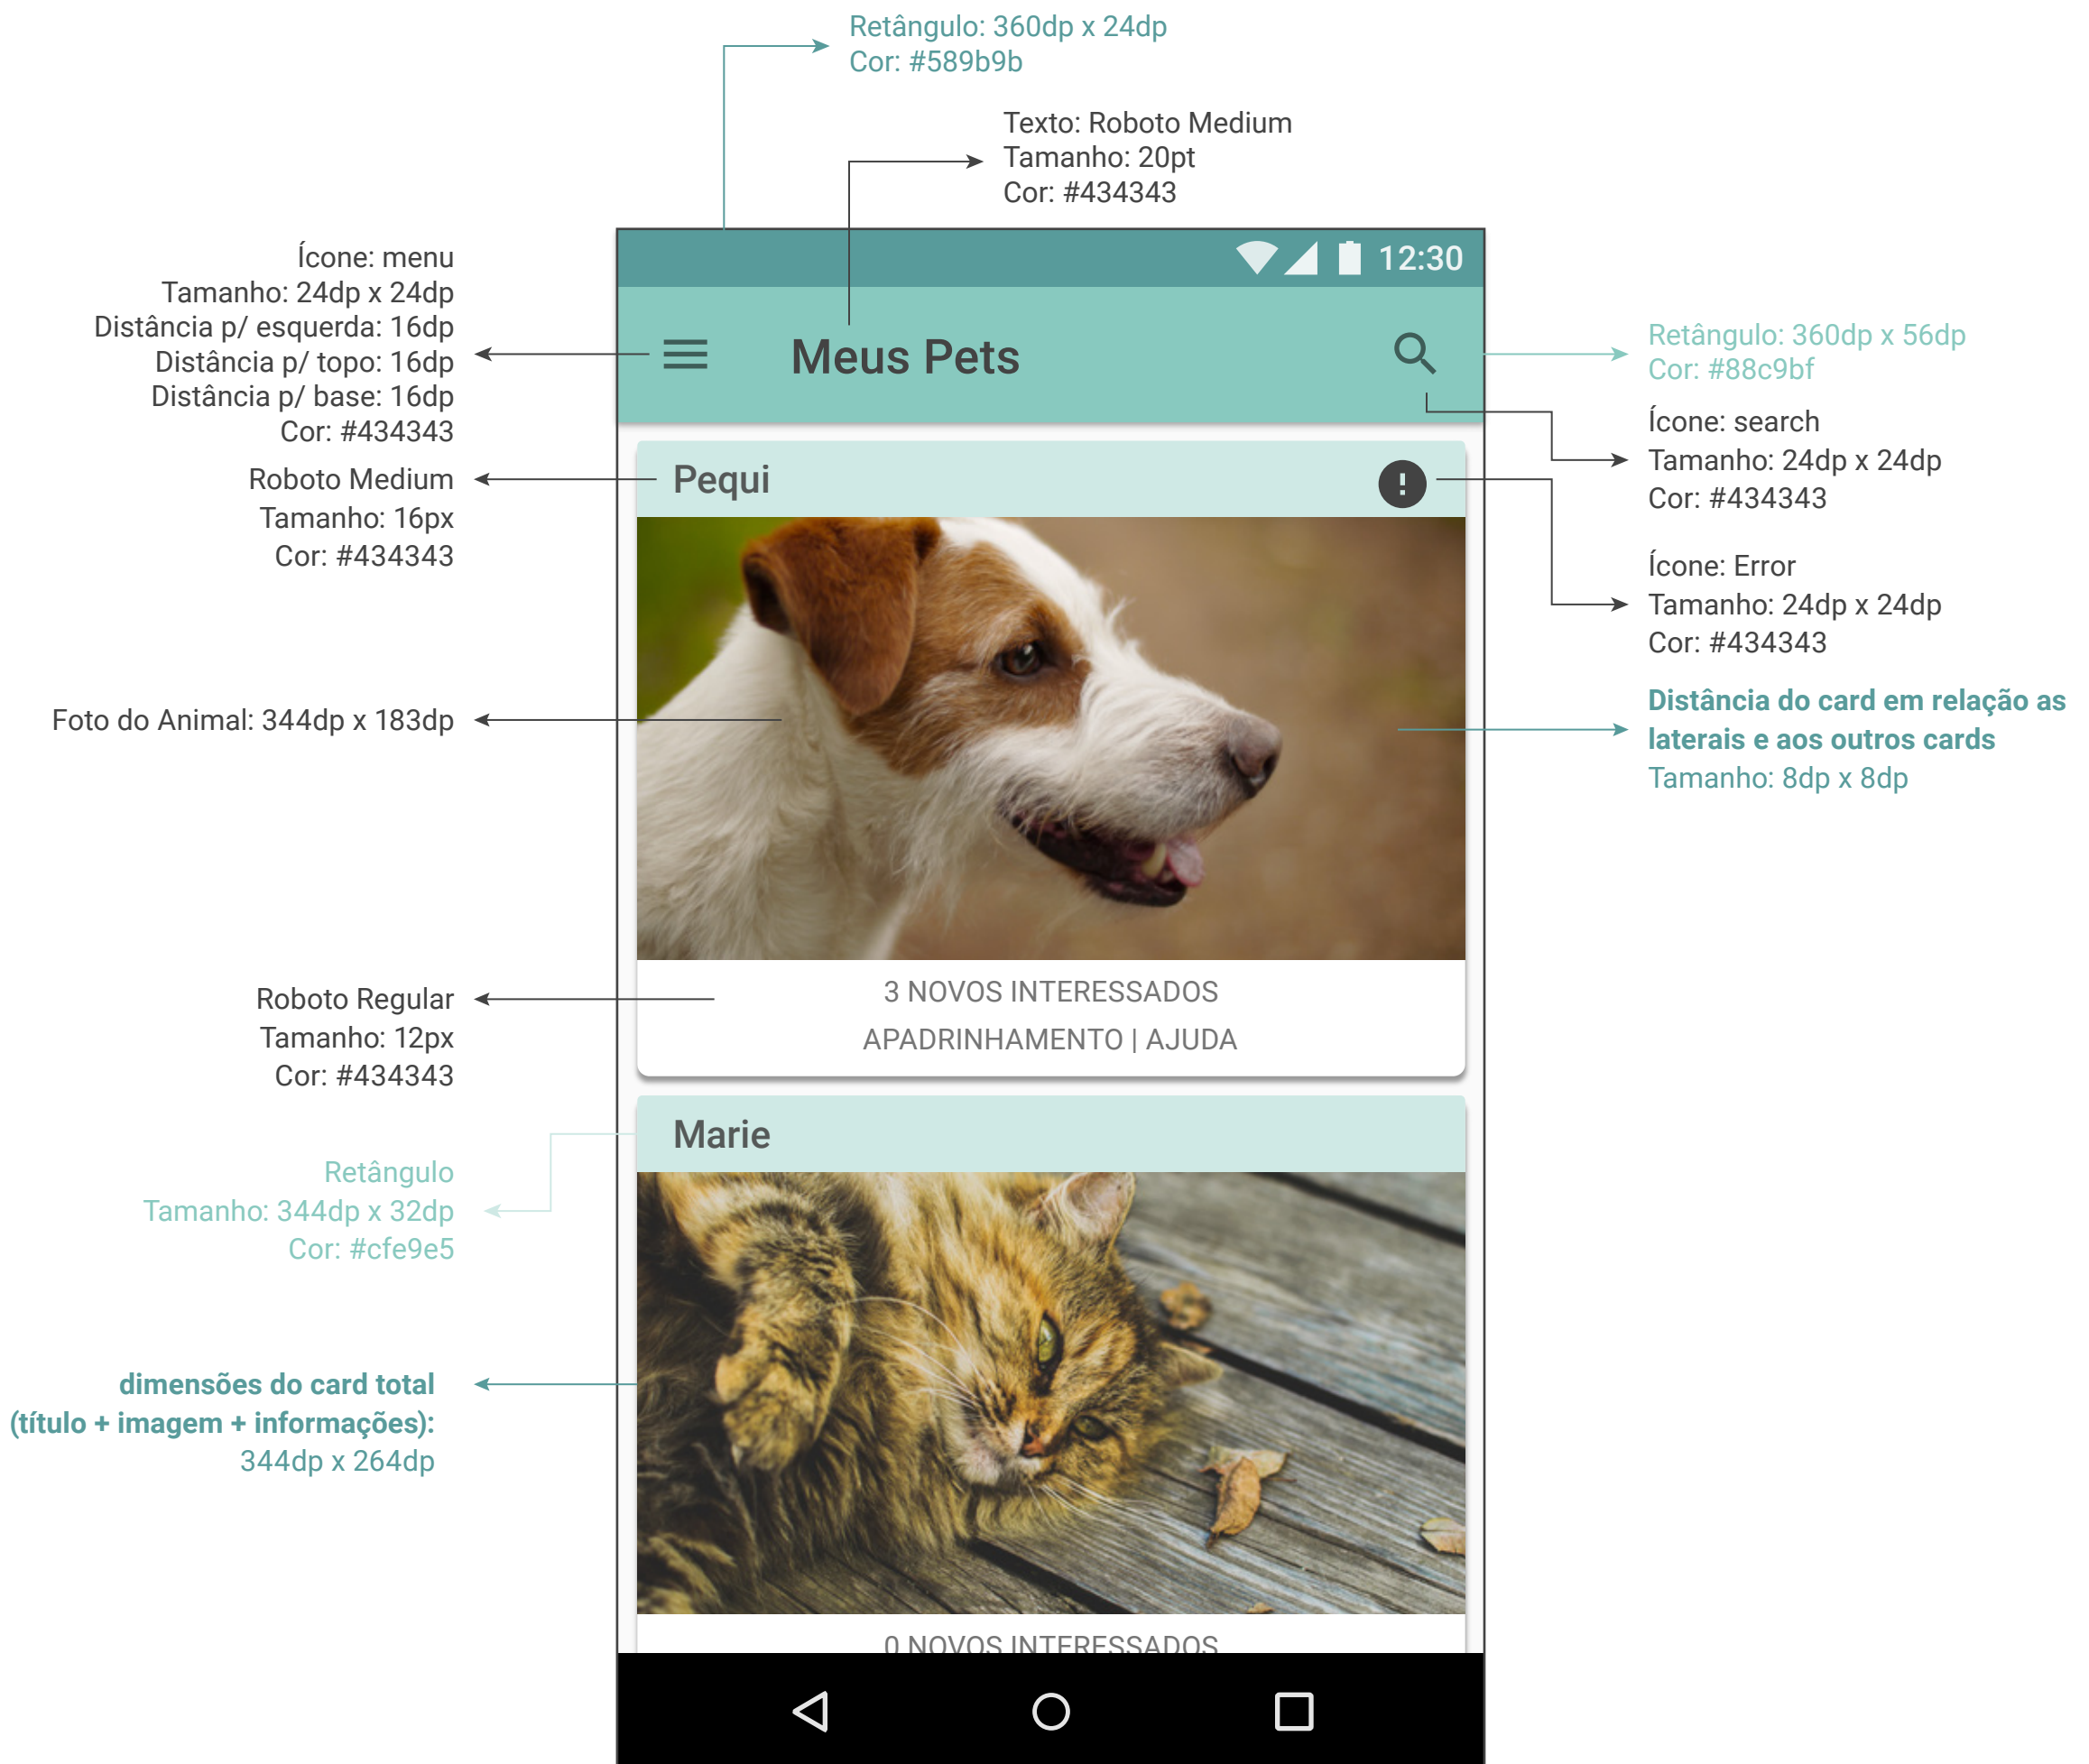 Retângulo: 360dp x 24dp
Cor: #589b9b
Texto: Roboto Medium
Tamanho: 20pt
Cor: #434343
Ícone: menu
Tamanho: 24dp x 24dp
Distância p/ esquerda: 16dp
Distância p/ topo: 16dp
Distância p/ base: 16dp
Cor: #434343
12:30
Meus Pets
Retângulo: 360dp x 56dp
Cor: #88c9bf
Ícone: search
Tamanho: 24dp x 24dp
Cor: #434343
Roboto Medium
Tamanho: 16px
Cor: #434343
Pequi
Ícone: Error
Tamanho: 24dp x 24dp
Cor: #434343
Foto do Animal: 344dp x 183dp
Distância do card em relação as
laterais e aos outros cards
Tamanho: 8dp x 8dp
Roboto Regular
Tamanho: 12px
Cor: #434343
3 NOVOS INTERESSADOS
APADRINHAMENTO | AJUDA
Marie
Retângulo
Tamanho: 344dp x 32dp
Cor: #cfe9e5
dimensões do card total
(título + imagem + informações):
344dp x 264dp
0 NOVOS INTERESSADOS